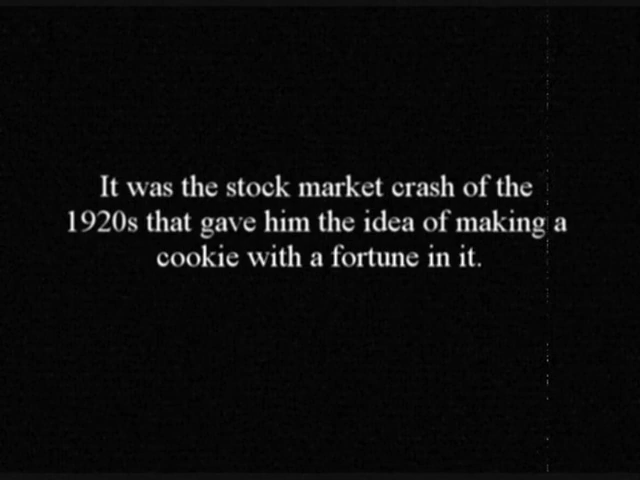 It was the stock market crash of the
1920s that gave him the idea of making a
cookie with a fortune in it.